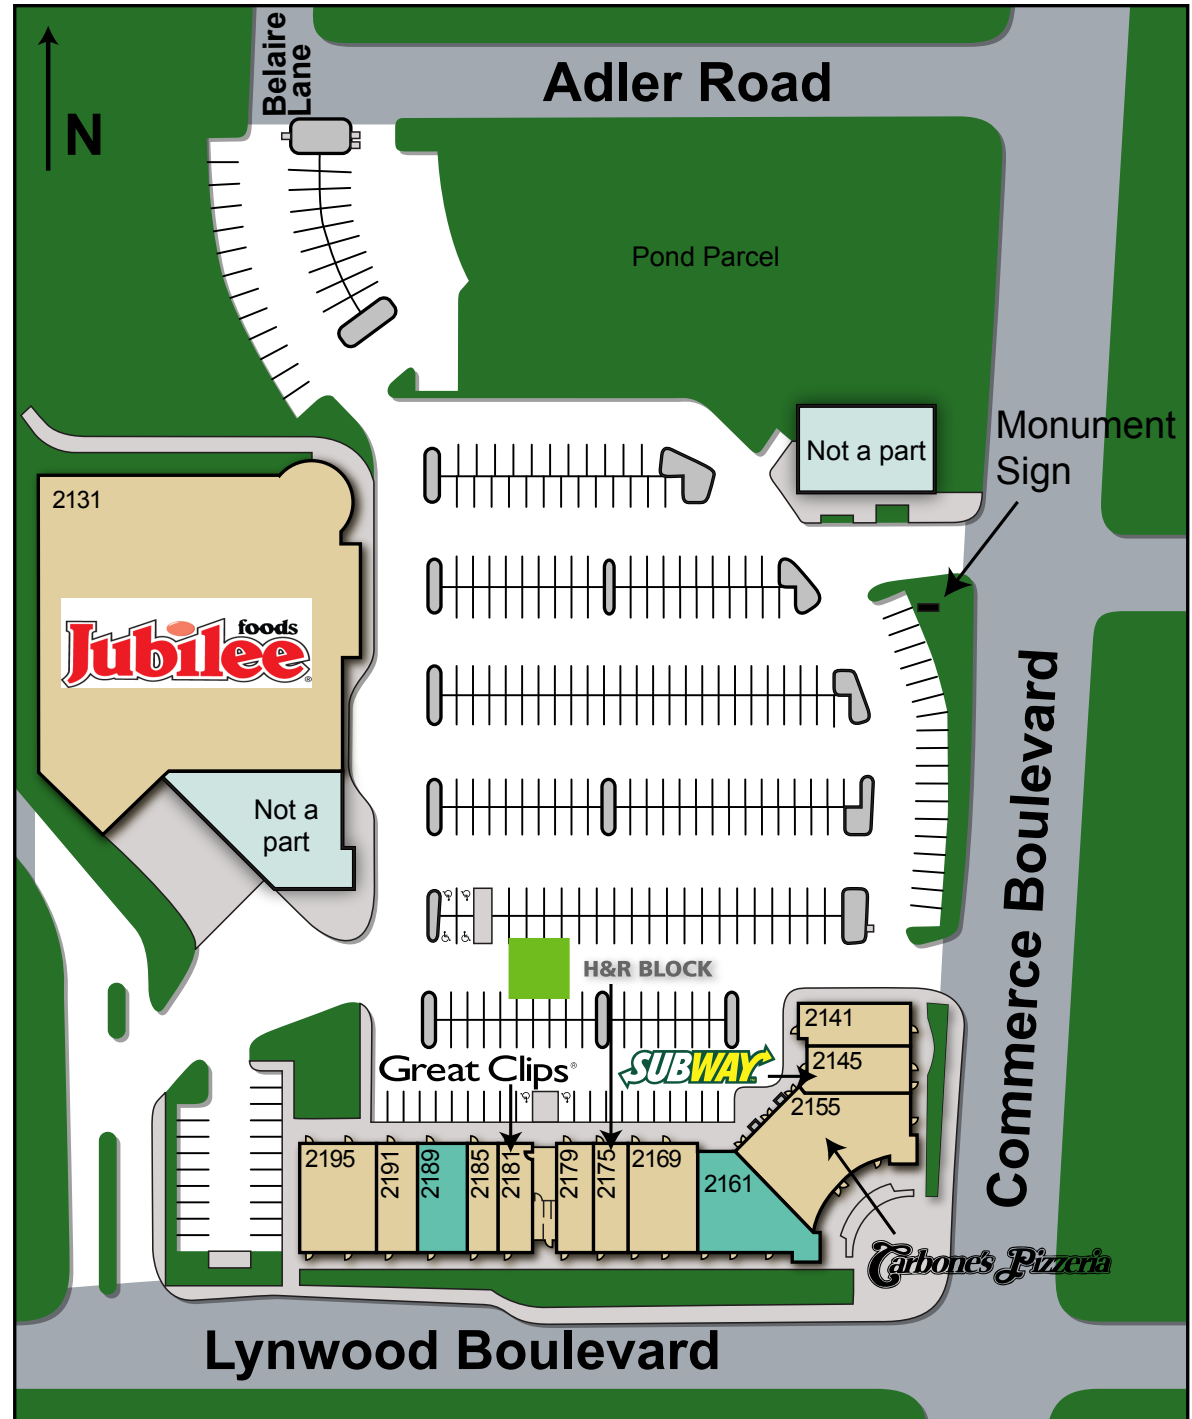 Belaire
Lane
Adler Road
N
Pond Parcel
Monument
Sign
Not a part
2131
Jubilee foods ®
Commerce Boulevard
Not a
part
H&R BLOCK
2141
Great Clips®
SUBWAY
2145
2155
2195
2191
2189
2185
2181
2179
2175
2169
2161
Carbone's Pizzeria
Lynwood Boulevard